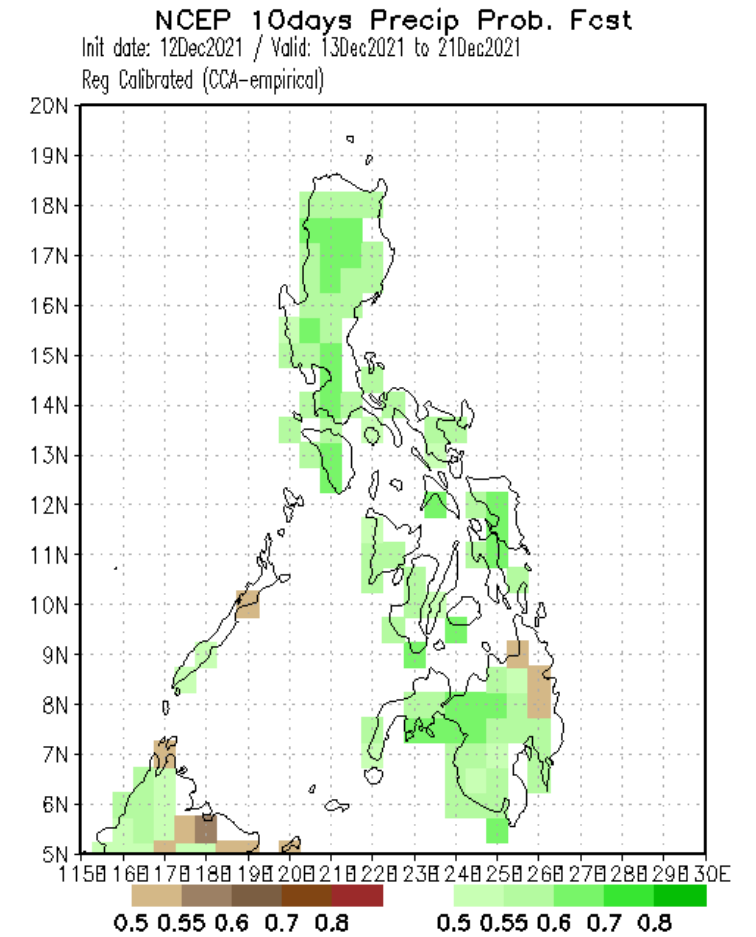 NCEP 10days Precip Prob. Fcst
Init date: 12Dec2021 / Valid: 13Dec2021 to 21Dec2021
Reg Calibrated (CCA-empirical)
20N
19N
18N
17N
16N
15N
14N
13N
12N
11N
10N
9N
8N
7N
6N
5N
115E 116E 117E 118E 119E 120E 121E 122E 123E 124E 125E 126E 127E 128E 129E 130E
0.5 0.55 0.6 0.7 0.8 0.5 0.55 0.6 0.7 0.8